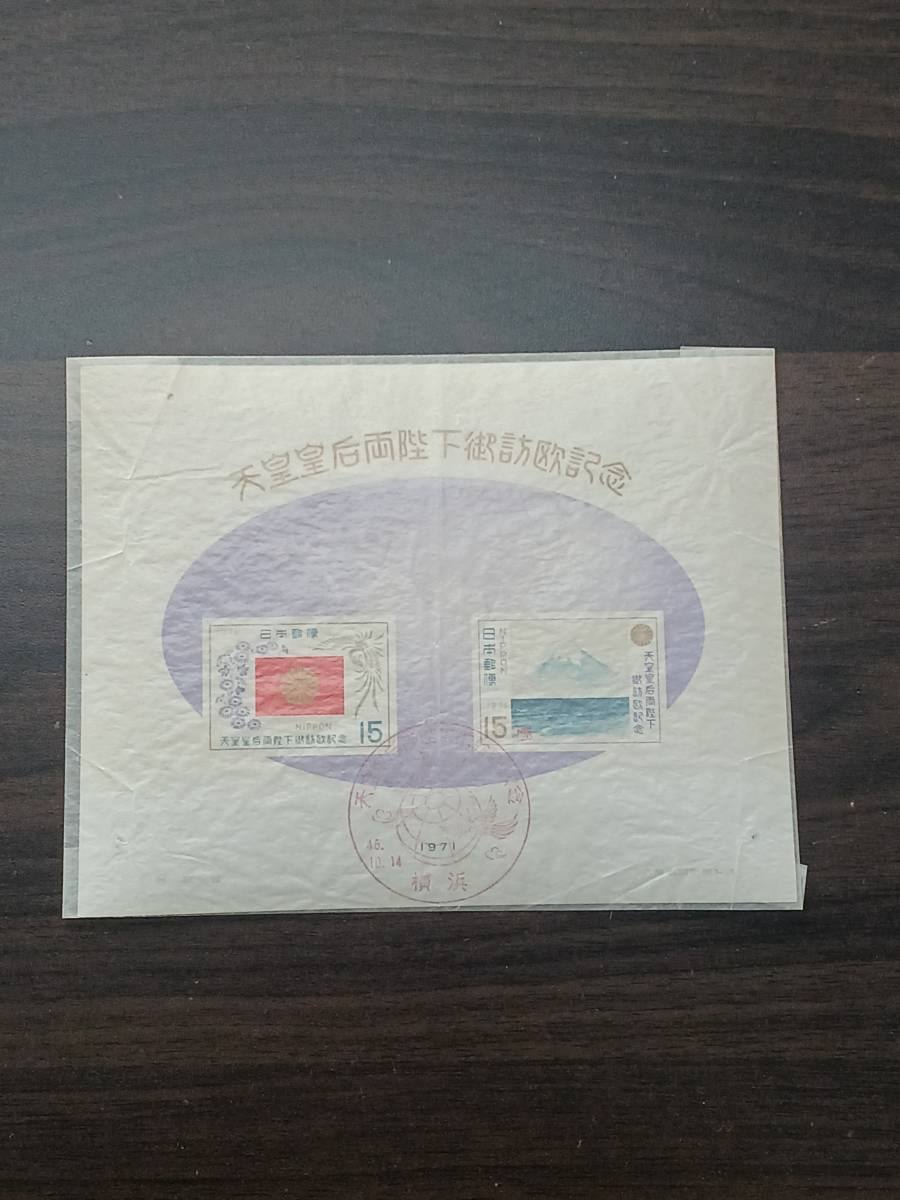 天皇皇后両陛下御訪欧記念
日本郵便
NIPPON
15
天皇皇后両陛下御訪欧記念
日本郵便
NIPPON
天皇皇后両陛下
御訪欧記念
15
天
念
46.
10.14
1971
横浜